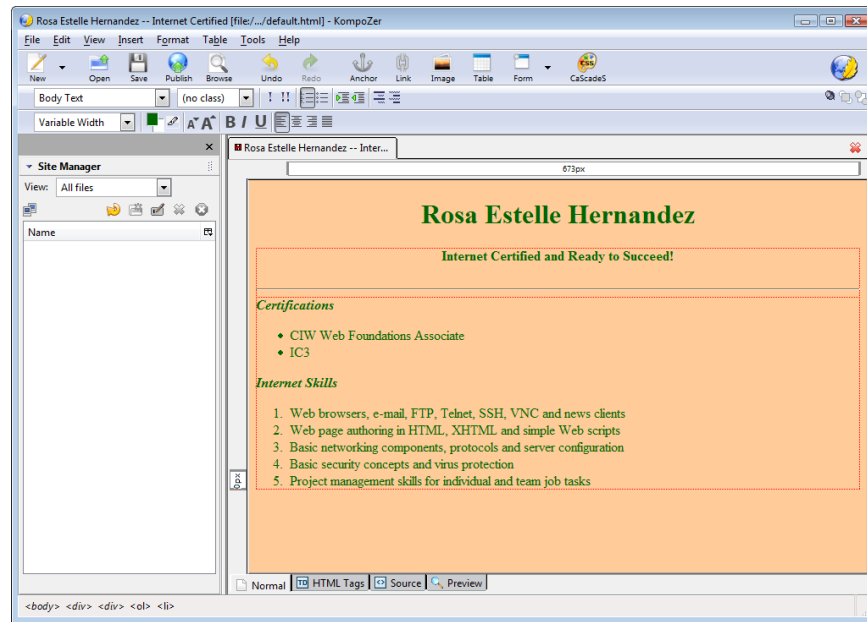 Rosa Estelle Hernandez -- Internet Certified [file:/.../default.html] - KompoZer
File Edit View Insert Format Table Tools Help
New Open Save Publish Browse Undo Redo Anchor Link Image Table Form CaScadeS
Body Text (no class) ! !!
Variable Width A A B I U
Rosa Estelle Hernandez -- Inter...
Site Manager
673px
View: All files
Name
Rosa Estelle Hernandez
Internet Certified and Ready to Succeed!
Certifications
CIW Web Foundations Associate
IC3
Internet Skills
1. Web browsers, e-mail, FTP, Telnet, SSH, VNC and news clients
2. Web page authoring in HTML, XHTML and simple Web scripts
3. Basic networking components, protocols and server configuration
4. Basic security concepts and virus protection
0px
5. Project management skills for individual and team job tasks
Normal TD HTML Tags Source Preview
<body> <div> <div> <ol> <li>